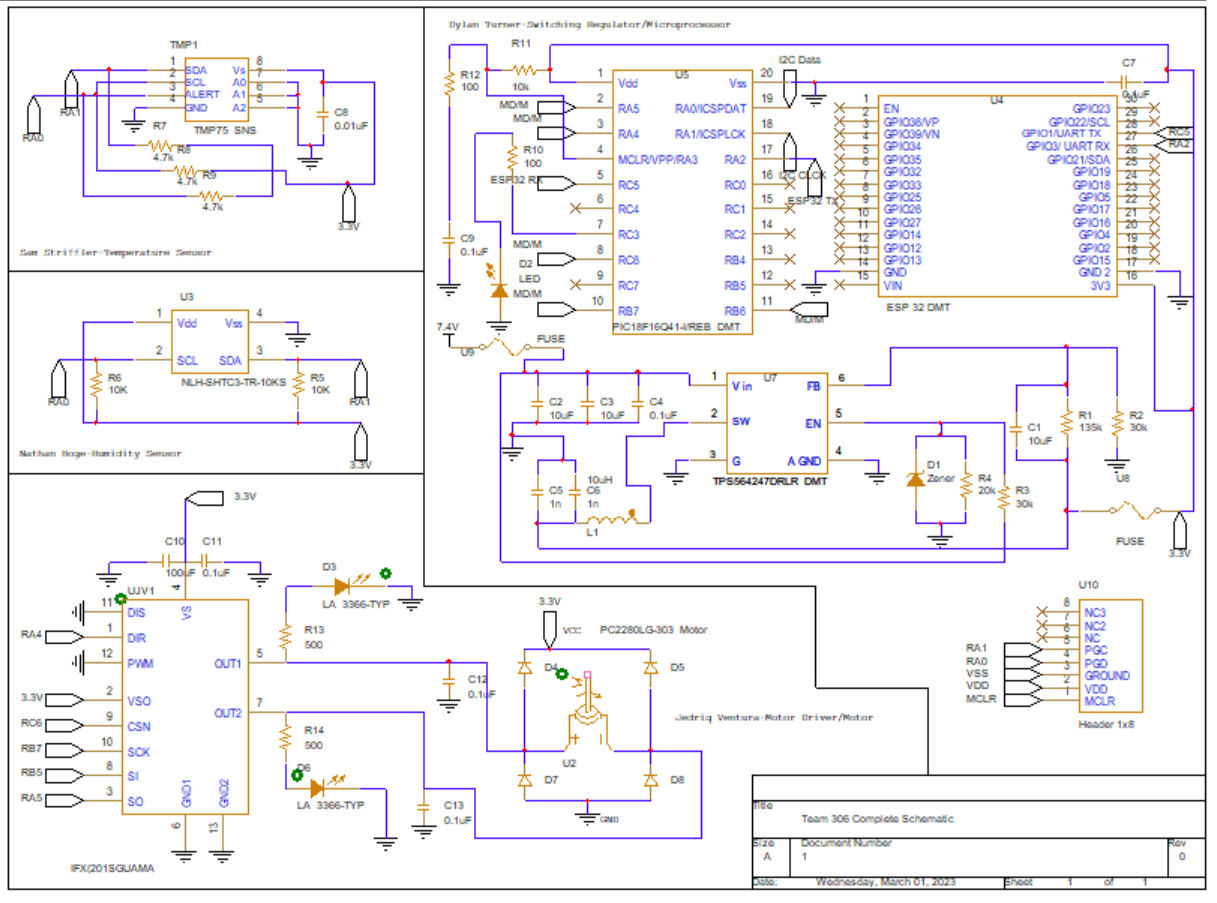 Dylan Turner-Switching Regulator/Microprocessor
TMP1
1 SDA Vs 8
2 SCL A0 7
3 ALERT A1 6
4 GND A2 5
TMP75 SNS
RA1
RA0
C8
0.01uF
R7
4.7k
R8
4.7k
R9
4.7k
3.3V
Sam Striffler-Temperature Sensor
U3
1 Vdd Vss 4
2 SCL SDA 3
NLH-SHTC3-TR-10KS
R6
10K
R5
10K
RA0
RA1
3.3V
Nathan Hoge-Humidity Sensor
R11
10k
R12
100
R10
100
C9
0.1uF
D2
LED
MD/M
MD/M
MD/M
ESP32 RX
MD/M
U5
1 Vdd Vss 20
2 RA5 RA0/ICSPDAT 19
3 RA4 RA1/ICSPLCK 18
4 MCLR/VPP/RA3 RA2 17
5 RC5 RC0 16
6 RC4 RC1 15
7 RC3 RC2 14
8 RC6 RB4 13
9 RC7 RB5 12
10 RB7 RB6 11
PIC18F16Q41-I/REB DMT
I2C Data
I2C CLCK
ESP32 TX
MD/M
C7
0.1uF
U4
1 EN GPIO23 30
2 GPIO36/VP GPIO22/SCL 29
3 GPIO39/VN GPIO1/UART TX 28
4 GPIO34 GPIO3/ UART RX 27
5 GPIO35 GPIO21/SDA 26
6 GPIO32 GPIO19 25
7 GPIO33 GPIO18 24
8 GPIO25 GPIO5 23
9 GPIO26 GPIO17 22
10 GPIO27 GPIO16 21
11 GPIO14 GPIO4 20
12 GPIO12 GPIO2 19
13 GPIO13 GPIO15 18
14 GND GND 2 17
15 VIN 3V3 16
ESP 32 DMT
RC5
RA2
7.4V
U9
FUSE
C2
10uF
C3
10uF
C4
0.1uF
U7
1 Vin FB 6
2 SW EN 5
3 G A GND 4
TPS564247DRLR DMT
C5
1n
10uH
C6
1n
L1
D1
Zener
R4
20k
R3
30k
C1
10uF
R1
135k
R2
30k
U8
FUSE
3.3V
3.3V
C10
100uF
C11
0.1uF
UJV1
4 VS
11 DIS
RA4 1 DIR
12 PWM
3.3V 2 VSO
RC6 9 CSN
RB7 10 SCK
RB5 8 SI
RA5 3 SO
OUT1 5
OUT2 7
GND1 6
GND2 13
IFX9201SGUAMA
D3
LA 3366-TYP
R13
500
R14
500
D6
LA 3366-TYP
C12
0.1uF
C13
0.1uF
3.3V
VCC PC2280LG-303 Motor
D4
D5
U2
D7
D8
GND
Jedrig Ventura-Motor Driver/Motor
U10
8 NC3
7 NC2
6 NC
RA1 5 PGC
RA0 4 PGD
VSS 3 GROUND
VDD 2 VDD
MCLR 1 MCLR
Header 1x8
Title
Team 306 Complete Schematic
Size Document Number Rev
A 1 0
Date: Wednesday, March 01, 2023 Sheet 1 of 1